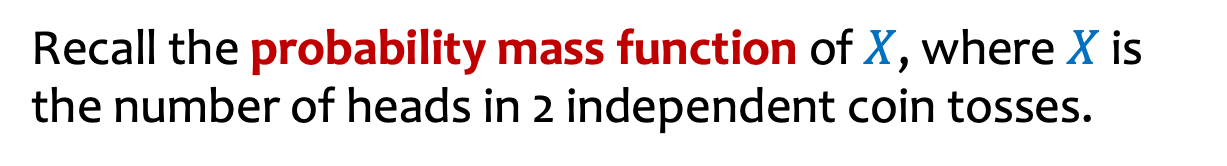 Recall the probability mass function of X, where X is
the number of heads in 2 independent coin tosses.